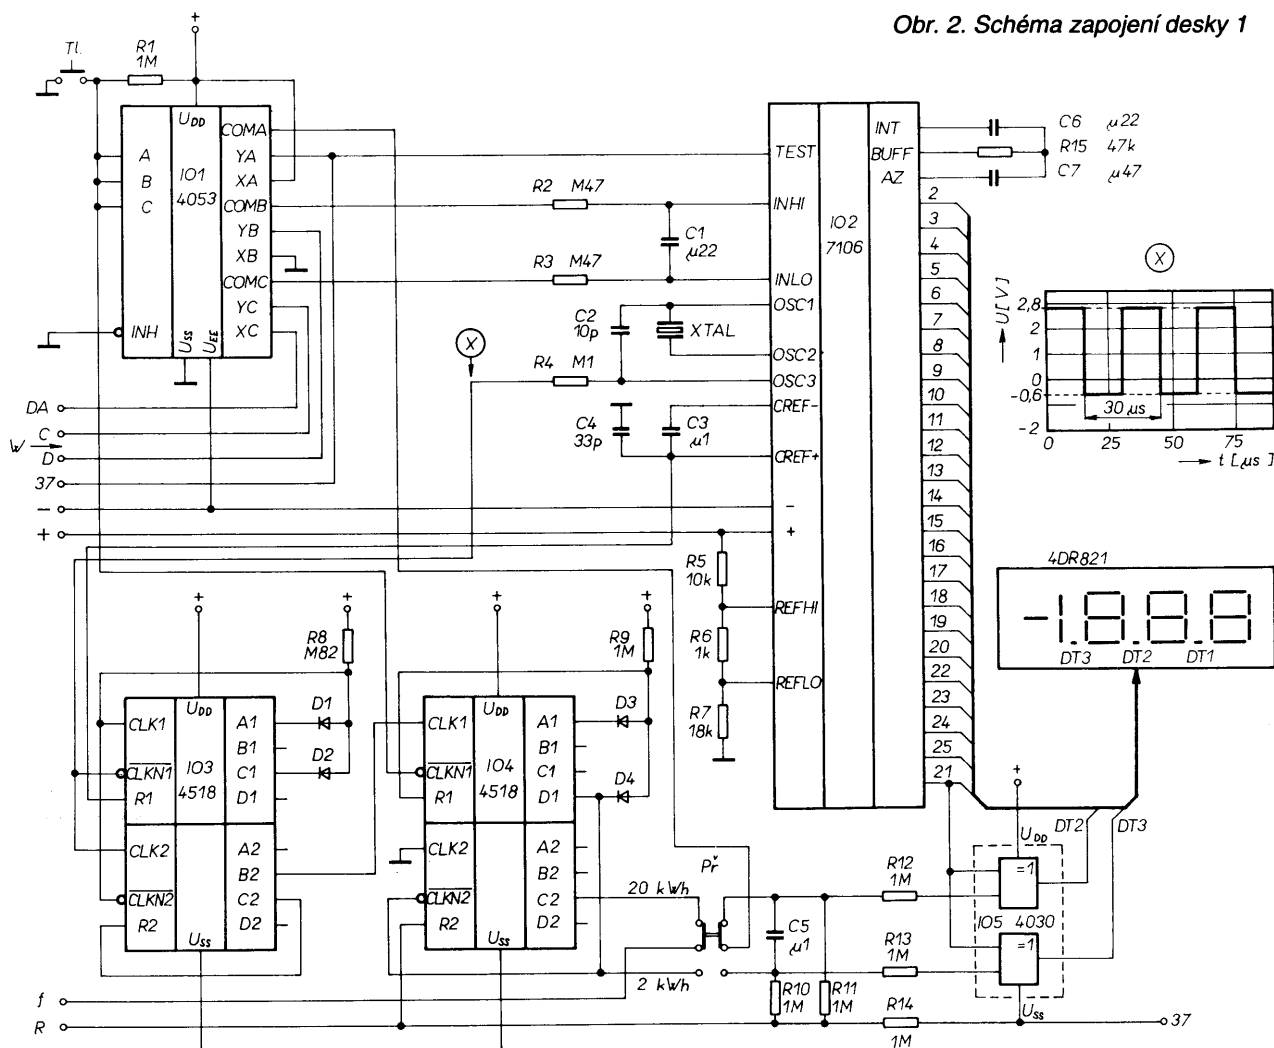 Obr. 2. Schéma zapojení desky 1
Tl.
R1
1M
+
UDD
A
B
C
IO1
4053
INH
USS
UEE
COMA
YA
XA
COMB
YB
XB
COMC
YC
XC
R2 M47
R3 M47
C1
µ22
C2
10p
XTAL
X
R4 M1
C4
33p
C3
µ1
DA
C
W
D
37
−
+
TEST
INHI
INLO
OSC1
OSC2
OSC3
CREF-
CREF+
−
+
REFHI
REFLO
IO2
7106
INT
BUFF
AZ
C6 µ22
R15 47k
C7 µ47
2
3
4
5
6
7
8
9
10
11
12
13
14
15
16
17
18
19
20
22
23
24
25
21
X
U [V]
2,8
2
1
0
-0,6
-2
30 µs
0 25 50 75
t [µs]
R5
10k
R6
1k
R7
18k
4DR821
-1.8.8.8
DT3 DT2 DT1
+
R8
M82
+
D1
D2
UDD
CLK1
CLKN1
R1
CLK2
CLKN2
R2
IO3
4518
USS
A1
B1
C1
D1
A2
B2
C2
D2
+
R9
1M
+
D3
D4
UDD
CLK1
CLKN1
R1
CLK2
CLKN2
R2
IO4
4518
USS
A1
B1
C1
D1
A2
B2
C2
D2
Př
20 kWh
2 kWh
C5
µ1
R10
1M
R11
1M
R12
1M
R13
1M
R14
1M
+
UDD
DT2
DT3
=1
IO5 4030
=1
USS
37
f
R